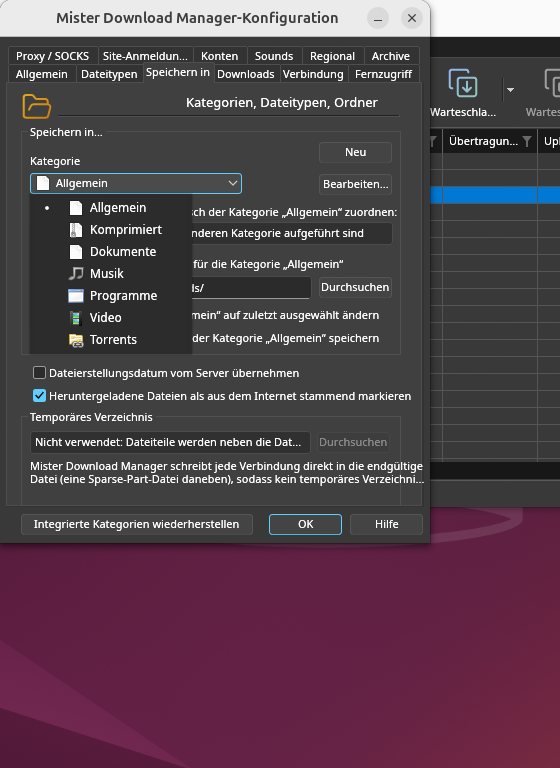 Mister Download Manager-Konfiguration
Proxy / SOCKS
Site-Anmeldun...
Konten
Sounds
Regional
Archive
Allgemein
Dateitypen
Speichern in
Downloads
Verbindung
Fernzugriff
Kategorien, Dateitypen, Ordner
Speichern in...
Neu
Kategorie
Allgemein
Bearbeiten...
Allgemein
sch der Kategorie „Allgemein“ zuordnen:
Komprimiert
nderen Kategorie aufgeführt sind
Dokumente
für die Kategorie „Allgemein“
Musik
ds/
Durchsuchen
Programme
mein“ auf zuletzt ausgewählt ändern
Video
der Kategorie „Allgemein“ speichern
Torrents
Dateierstellungsdatum vom Server übernehmen
Heruntergeladene Dateien als aus dem Internet stammend markieren
Temporäres Verzeichnis
Nicht verwendet: Dateiteile werden neben die Dat...
Durchsuchen
Mister Download Manager schreibt jede Verbindung direkt in die endgültige
Datei (eine Sparse-Part-Datei daneben), sodass kein temporäres Verzeichni...
Integrierte Kategorien wiederherstellen
OK
Hilfe
Warteschla...
Wartes
Übertragun...
Upl